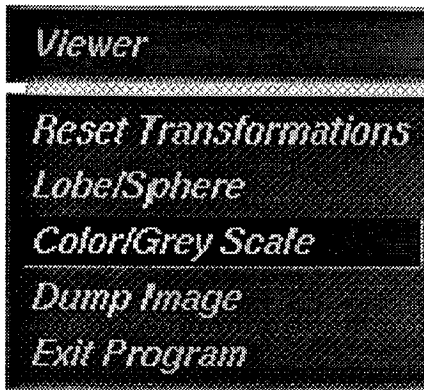 Viewer
Reset Transformations
Lobe/Sphere
Color/Grey Scale
Dump Image
Exit Program